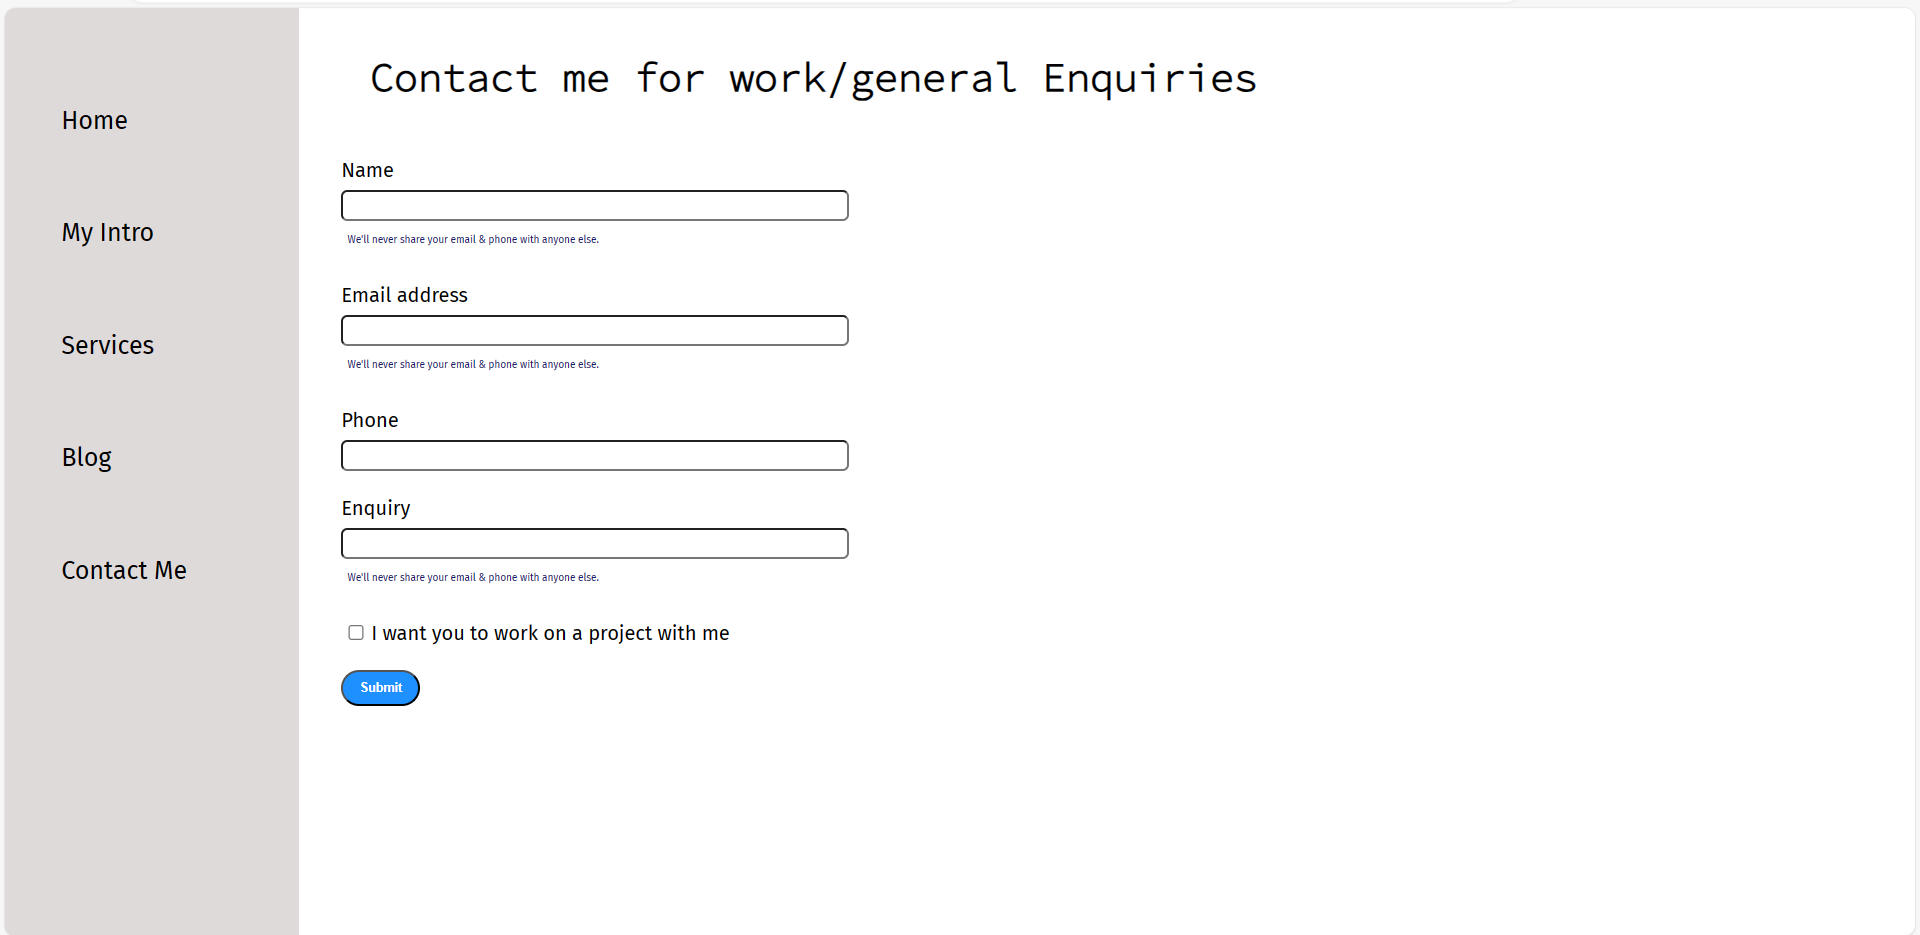 Home
My Intro
Services
Blog
Contact Me
Contact me for work/general Enquiries
Name
We'll never share your email & phone with anyone else.
Email address
We'll never share your email & phone with anyone else.
Phone
Enquiry
We'll never share your email & phone with anyone else.
I want you to work on a project with me
Submit